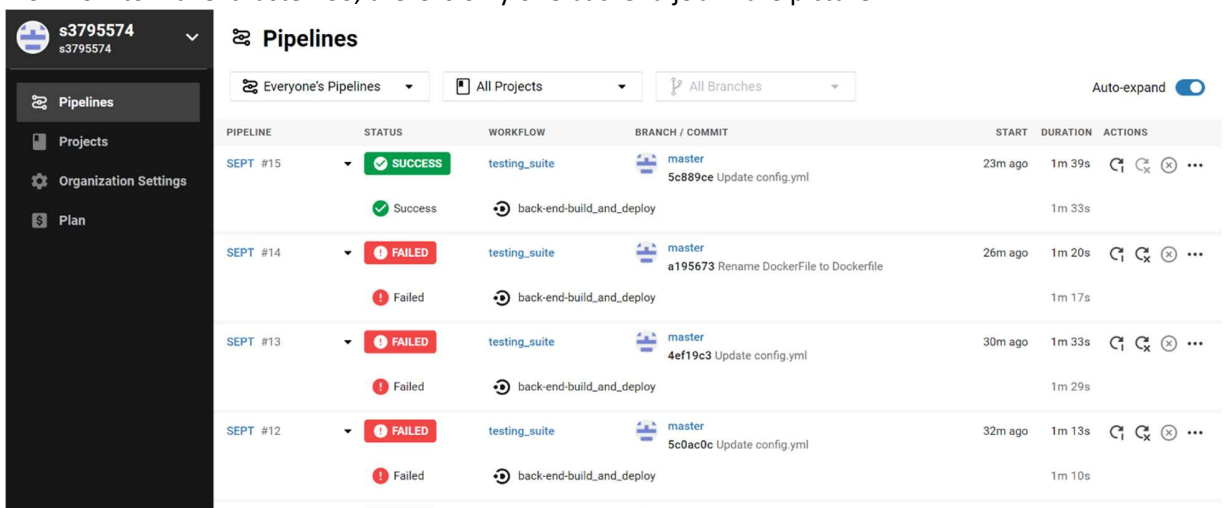 s3795574
s3795574
Pipelines
Projects
Organization Settings
Plan
Pipelines
Everyone's Pipelines All Projects All Branches Auto-expand
PIPELINE STATUS WORKFLOW BRANCH / COMMIT START DURATION ACTIONS
SEPT #15 SUCCESS testing_suite master 23m ago 1m 39s
5c889ce Update config.yml
Success back-end-build_and_deploy 1m 33s
SEPT #14 FAILED testing_suite master 26m ago 1m 20s
a195673 Rename DockerFile to Dockerfile
Failed back-end-build_and_deploy 1m 17s
SEPT #13 FAILED testing_suite master 30m ago 1m 33s
4ef19c3 Update config.yml
Failed back-end-build_and_deploy 1m 29s
SEPT #12 FAILED testing_suite master 32m ago 1m 13s
5c0ac0c Update config.yml
Failed back-end-build_and_deploy 1m 10s